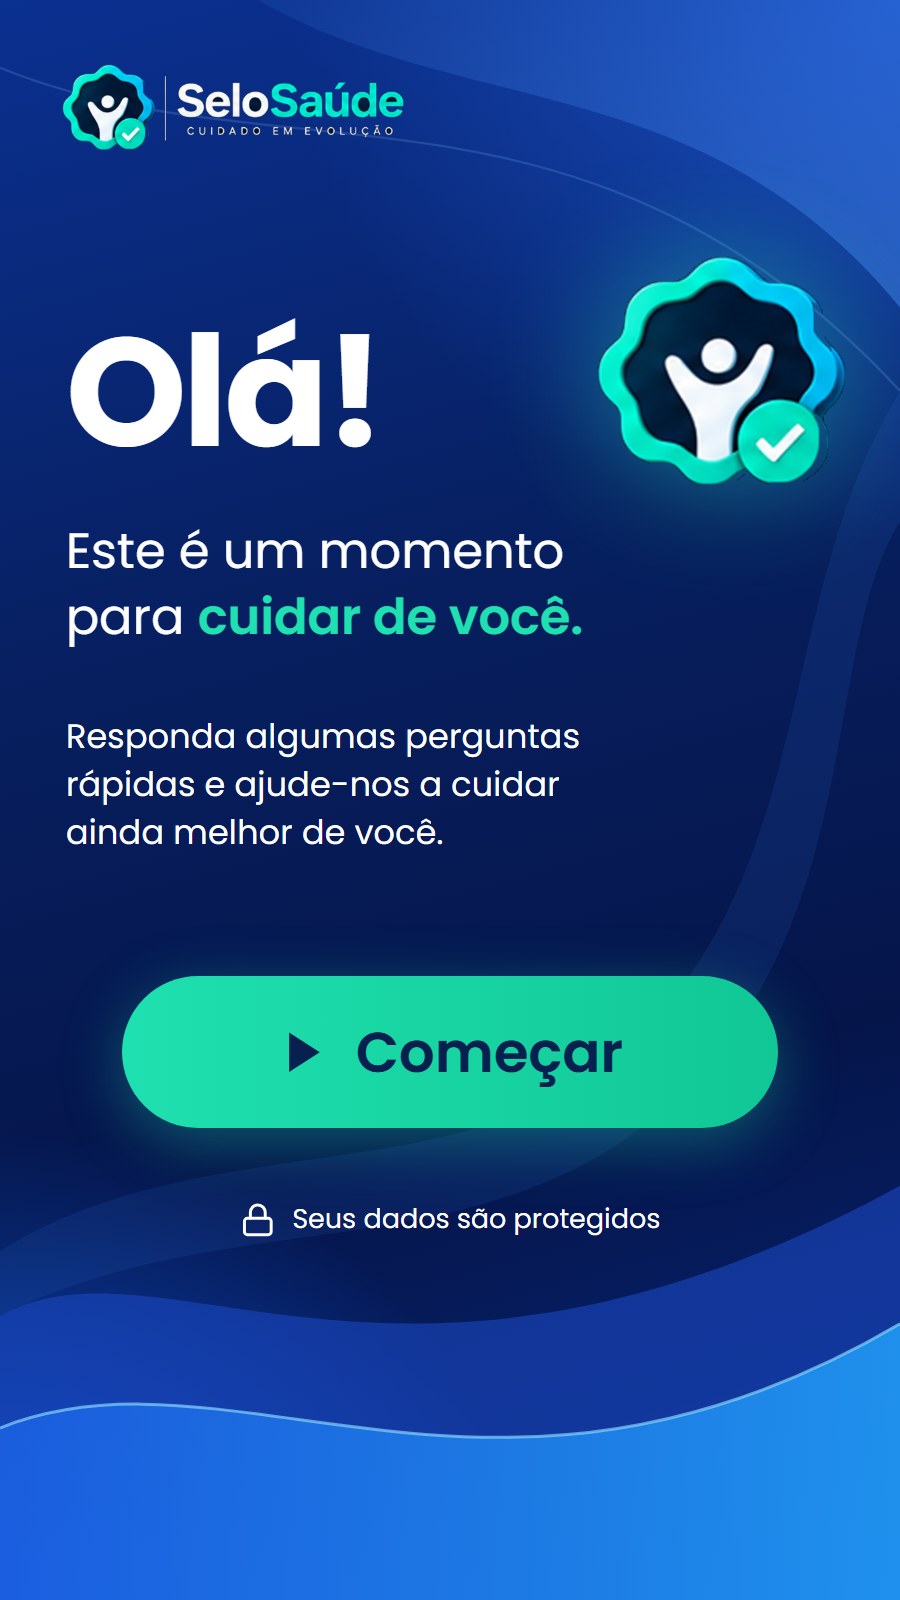 SeloSaúde
CUIDADO EM EVOLUÇÃO
Olá!
Este é um momento
para cuidar de você.
Responda algumas perguntas
rápidas e ajude-nos a cuidar
ainda melhor de você.
Começar
Seus dados são protegidos